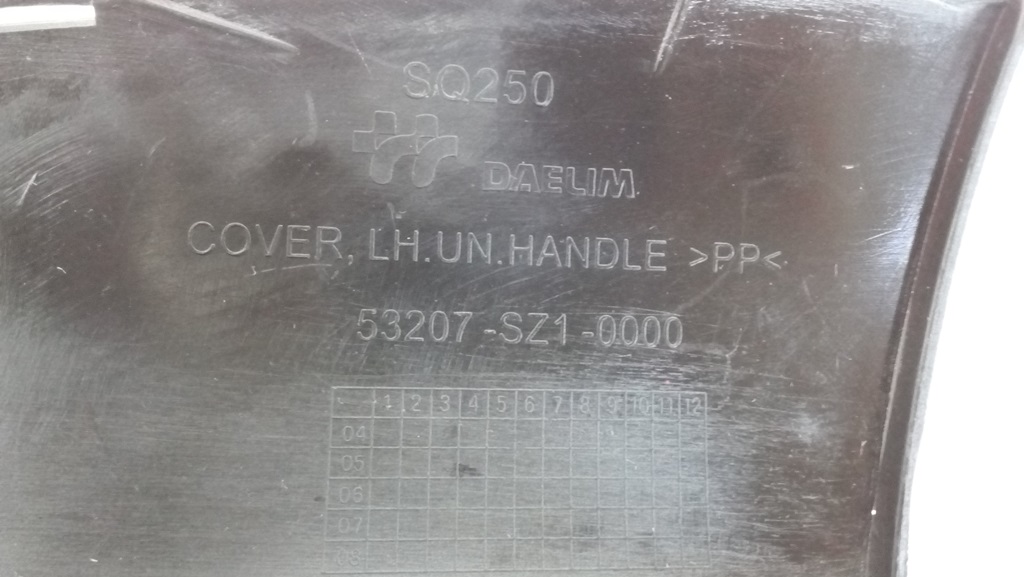 SQ250
DAELIM
COVER, LH.UN.HANDLE >PP<
53207-SZ1-0000
1 2 3 4 5 6 7 8 9 10 11 12
04
05
06
07
08